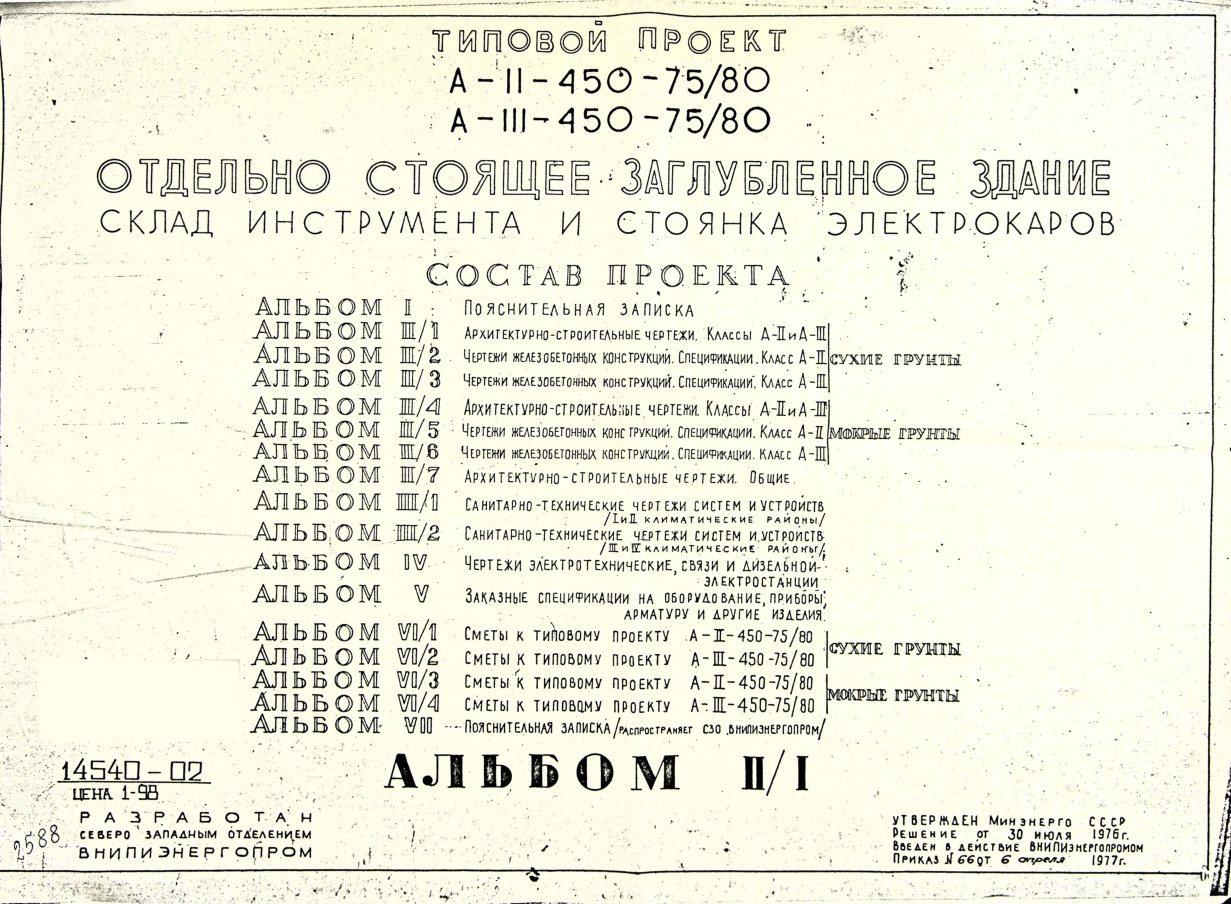 ТИПОВОЙ ПРОЕКТ
А-II-450-75/80
А-III-450-75/80
ОТДЕЛЬНО СТОЯЩЕЕ ЗАГЛУБЛЕННОЕ ЗДАНИЕ
СКЛАД ИНСТРУМЕНТА И СТОЯНКА ЭЛЕКТРОКАРОВ
СОСТАВ ПРОЕКТА
АЛЬБОМ I ПОЯСНИТЕЛЬНАЯ ЗАПИСКА
АЛЬБОМ II/1 АРХИТЕКТУРНО-СТРОИТЕЛЬНЫЕ ЧЕРТЕЖИ. КЛАССЫ А-II и А-III
АЛЬБОМ II/2 ЧЕРТЕЖИ ЖЕЛЕЗОБЕТОННЫХ КОНСТРУКЦИЙ. СПЕЦИФИКАЦИИ. КЛАСС А-II СУХИЕ ГРУНТЫ
АЛЬБОМ II/3 ЧЕРТЕЖИ ЖЕЛЕЗОБЕТОННЫХ КОНСТРУКЦИЙ. СПЕЦИФИКАЦИИ. КЛАСС А-III
АЛЬБОМ II/4 АРХИТЕКТУРНО-СТРОИТЕЛЬНЫЕ ЧЕРТЕЖИ. КЛАССЫ А-II и А-III
АЛЬБОМ II/5 ЧЕРТЕЖИ ЖЕЛЕЗОБЕТОННЫХ КОНСТРУКЦИЙ. СПЕЦИФИКАЦИИ. КЛАСС А-II МОКРЫЕ ГРУНТЫ
АЛЬБОМ II/6 ЧЕРТЕЖИ ЖЕЛЕЗОБЕТОННЫХ КОНСТРУКЦИЙ. СПЕЦИФИКАЦИИ. КЛАСС А-III
АЛЬБОМ II/7 АРХИТЕКТУРНО-СТРОИТЕЛЬНЫЕ ЧЕРТЕЖИ. ОБЩИЕ.
АЛЬБОМ III/1 САНИТАРНО-ТЕХНИЧЕСКИЕ ЧЕРТЕЖИ СИСТЕМ И УСТРОЙСТВ
/I и II КЛИМАТИЧЕСКИЕ РАЙОНЫ/
АЛЬБОМ III/2 САНИТАРНО-ТЕХНИЧЕСКИЕ ЧЕРТЕЖИ СИСТЕМ И УСТРОЙСТВ
/III и IV КЛИМАТИЧЕСКИЕ РАЙОНЫ/
АЛЬБОМ IV ЧЕРТЕЖИ ЭЛЕКТРОТЕХНИЧЕСКИЕ, СВЯЗИ И ДИЗЕЛЬНОЙ
ЭЛЕКТРОСТАНЦИИ
АЛЬБОМ V ЗАКАЗНЫЕ СПЕЦИФИКАЦИИ НА ОБОРУДОВАНИЕ, ПРИБОРЫ,
АРМАТУРУ И ДРУГИЕ ИЗДЕЛИЯ.
АЛЬБОМ VI/1 СМЕТЫ К ТИПОВОМУ ПРОЕКТУ А-II-450-75/80
СУХИЕ ГРУНТЫ
АЛЬБОМ VI/2 СМЕТЫ К ТИПОВОМУ ПРОЕКТУ А-III-450-75/80
АЛЬБОМ VI/3 СМЕТЫ К ТИПОВОМУ ПРОЕКТУ А-II-450-75/80
МОКРЫЕ ГРУНТЫ
АЛЬБОМ VI/4 СМЕТЫ К ТИПОВОМУ ПРОЕКТУ А-III-450-75/80
АЛЬБОМ VII ПОЯСНИТЕЛЬНАЯ ЗАПИСКА /РАСПРОСТРАНЯЕТ СЗО ВНИПИЭНЕРГОПРОМ/
АЛЬБОМ II/I
14540-02
ЦЕНА 1-98
РАЗРАБОТАН
СЕВЕРО ЗАПАДНЫМ ОТДЕЛЕНИЕМ
ВНИПИЭНЕРГОПРОМ
2588
УТВЕРЖДЕН МИНЭНЕРГО СССР
РЕШЕНИЕ ОТ 30 ИЮЛЯ 1976г.
ВВЕДЕН В ДЕЙСТВИЕ ВНИПИЭНЕРГОПРОМОМ
ПРИКАЗ N 66 ОТ 6 апреля 1977г.